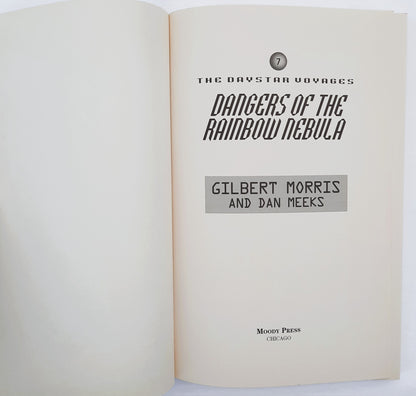 7
THE DAYSTAR VOYAGES
DANGERS OF THE
RAINBOW NEBULA
GILBERT MORRIS
AND DAN MEEKS
MOODY PRESS
CHICAGO